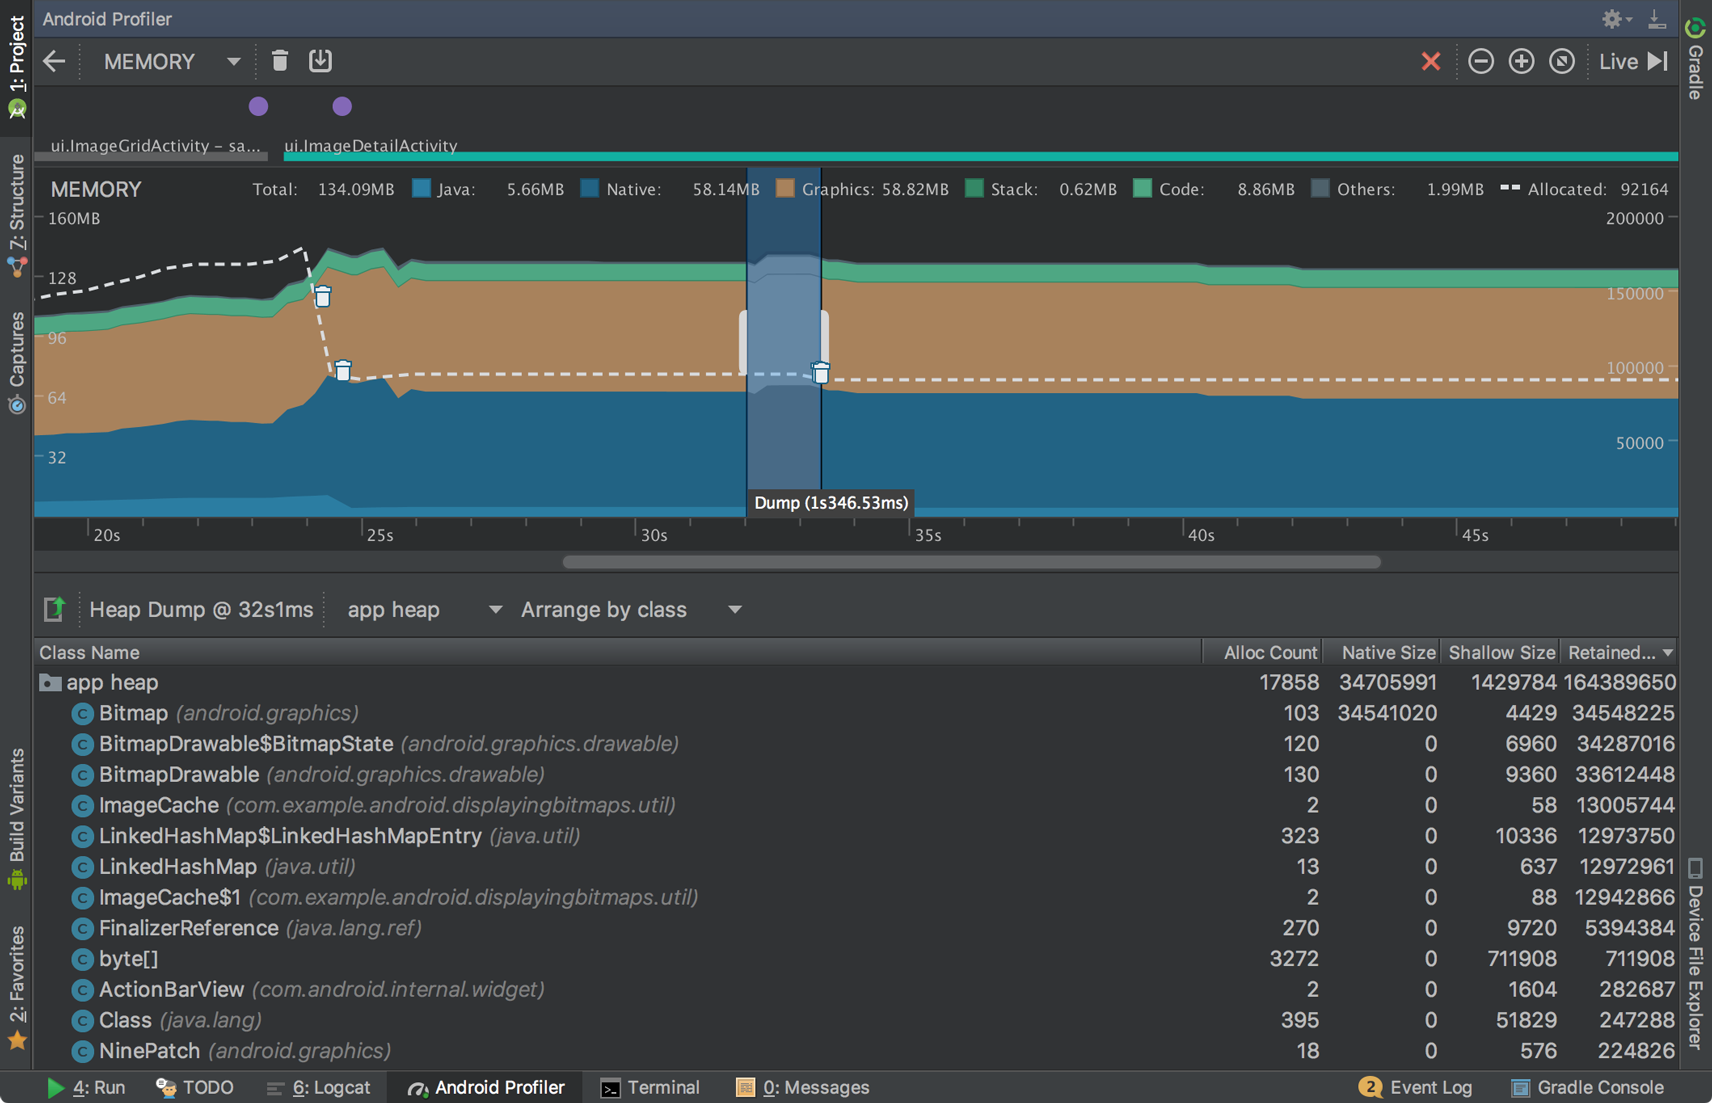 Android Profiler
MEMORY
Live
ui.ImageGridActivity – sa...
ui.ImageDetailActivity
MEMORY Total: 134.09MB Java: 5.66MB Native: 58.14MB Graphics: 58.82MB Stack: 0.62MB Code: 8.86MB Others: 1.99MB Allocated: 92164
160MB 200000
128
150000
96
100000
64
50000
32
Dump (1s346.53ms)
20s 25s 30s 35s 40s 45s
Heap Dump @ 32s1ms app heap Arrange by class
Class Name Alloc Count Native Size Shallow Size Retained...
app heap 17858 34705991 1429784 164389650
C Bitmap (android.graphics) 103 34541020 4429 34548225
C BitmapDrawable$BitmapState (android.graphics.drawable) 120 0 6960 34287016
C BitmapDrawable (android.graphics.drawable) 130 0 9360 33612448
C ImageCache (com.example.android.displayingbitmaps.util) 2 0 58 13005744
C LinkedHashMap$LinkedHashMapEntry (java.util) 323 0 10336 12973750
C LinkedHashMap (java.util) 13 0 637 12972961
C ImageCache$1 (com.example.android.displayingbitmaps.util) 2 0 88 12942866
C FinalizerReference (java.lang.ref) 270 0 9720 5394384
C byte[] 3272 0 711908 711908
C ActionBarView (com.android.internal.widget) 2 0 1604 282687
C Class (java.lang) 395 0 51829 247288
C NinePatch (android.graphics) 18 0 576 224826
1: Project
7: Structure
Captures
Build Variants
2: Favorites
Gradle
Device File Explorer
4: Run TODO 6: Logcat Android Profiler Terminal 0: Messages 2 Event Log Gradle Console